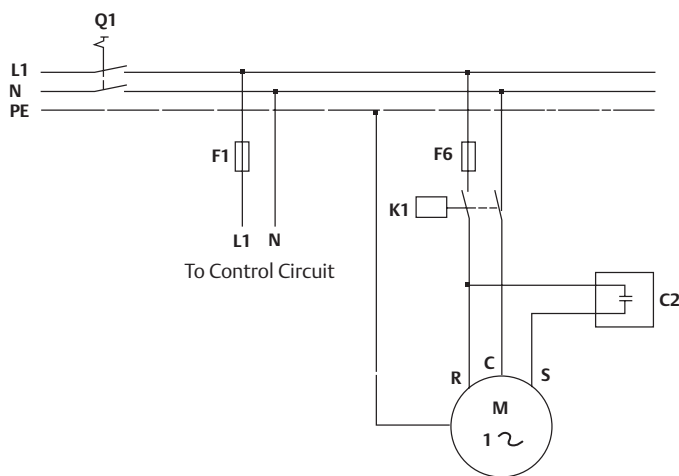 Q1
L1
N
PE
F1
F6
K1
L1 N
To Control Circuit
C2
R C S
M
1